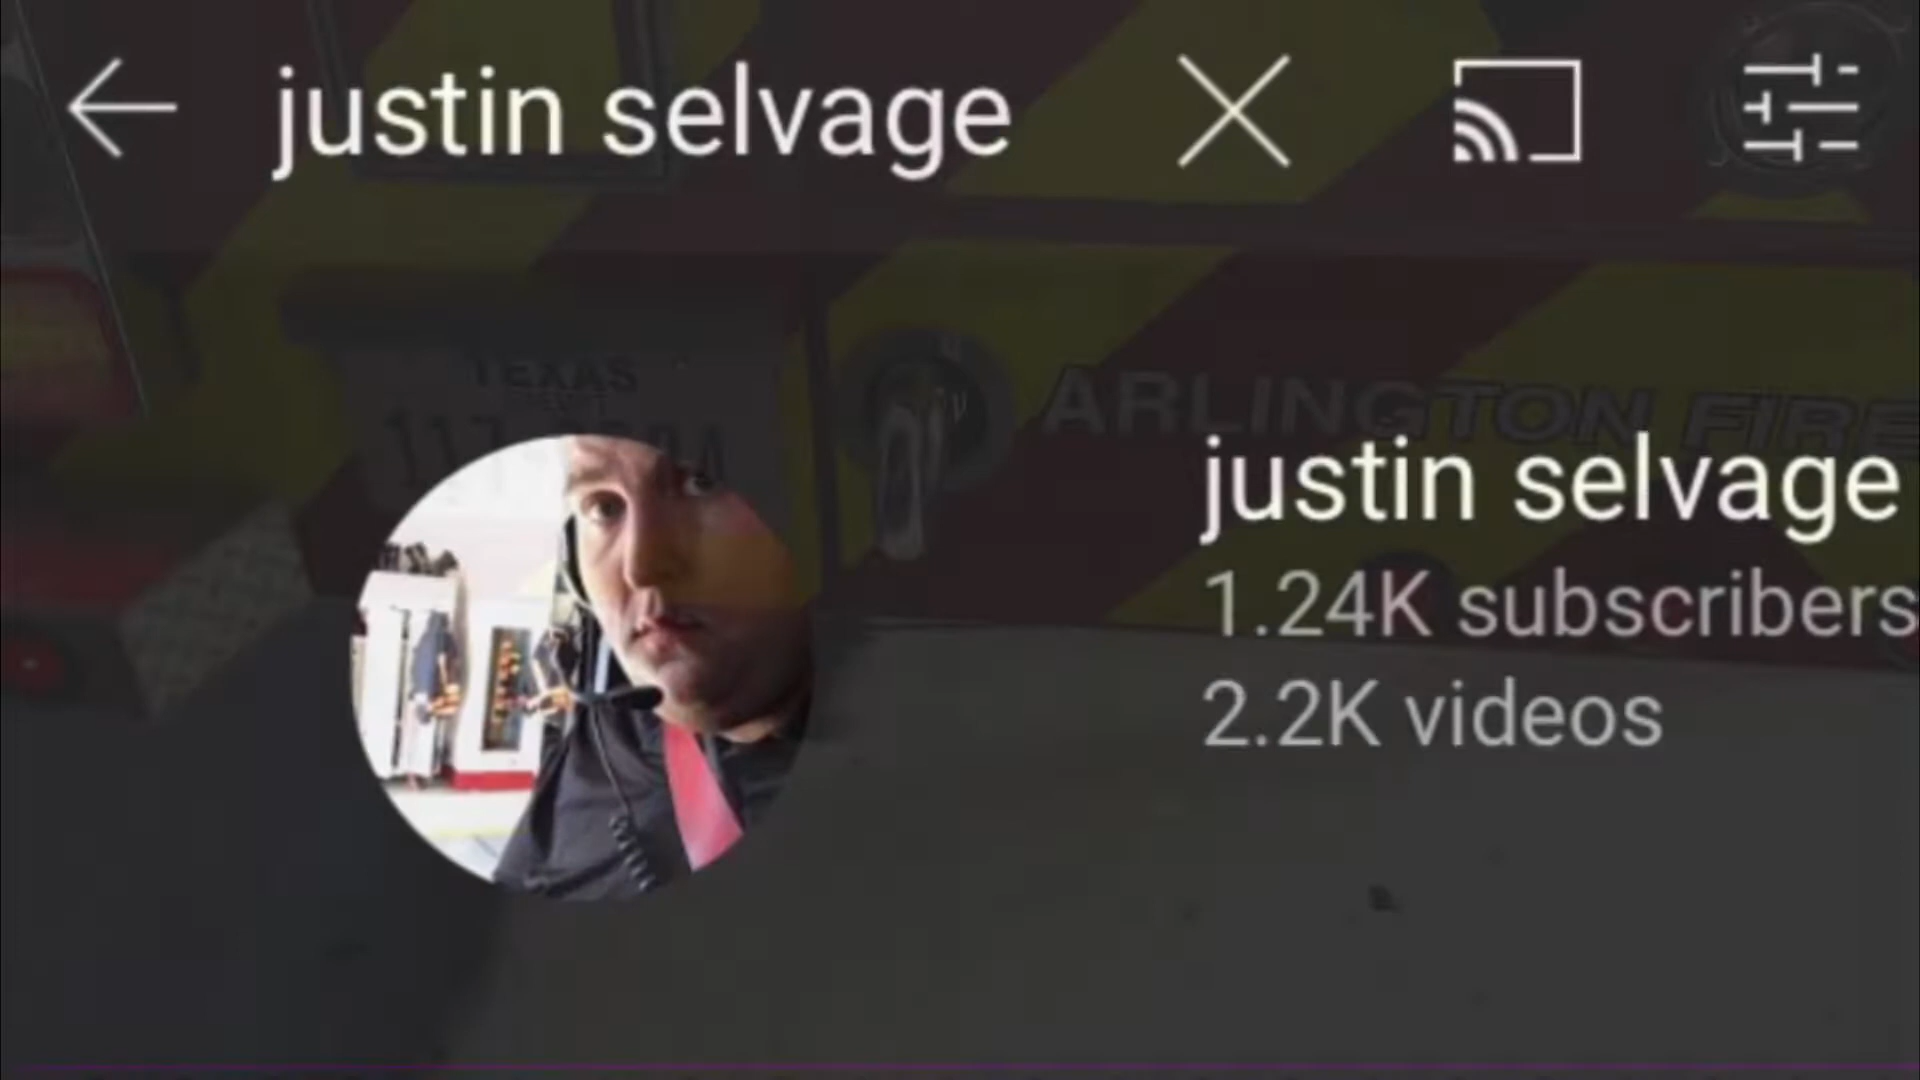 justin selvage
TEXAS
ARLINGTON FIRE
justin selvage
1.24K subscribers
2.2K videos